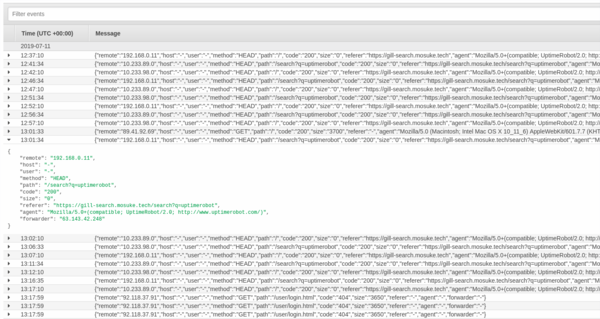 Filter events
Time (UTC +00:00) Message
2019-07-11
12:37:10 {"remote":"192.168.0.11","host":"-","user":"-","method":"HEAD","path":"/","code":"200","size":"0","referer":"https://gill-search.mosuke.tech","agent":"Mozilla/5.0+(compatible; UptimeRobot/2.0; http:
12:41:34 {"remote":"10.233.89.0","host":"-","user":"-","method":"HEAD","path":"/search?q=uptimerobot","code":"200","size":"0","referer":"https://gill-search.mosuke.tech/search?q=uptimerobot","agent":"Mo
12:42:10 {"remote":"10.233.98.0","host":"-","user":"-","method":"HEAD","path":"/","code":"200","size":"0","referer":"https://gill-search.mosuke.tech","agent":"Mozilla/5.0+(compatible; UptimeRobot/2.0; http:/
12:46:34 {"remote":"192.168.0.11","host":"-","user":"-","method":"HEAD","path":"/search?q=uptimerobot","code":"200","size":"0","referer":"https://gill-search.mosuke.tech/search?q=uptimerobot","agent":"M
12:47:10 {"remote":"10.233.89.0","host":"-","user":"-","method":"HEAD","path":"/","code":"200","size":"0","referer":"https://gill-search.mosuke.tech","agent":"Mozilla/5.0+(compatible; UptimeRobot/2.0; http:/
12:51:34 {"remote":"10.233.98.0","host":"-","user":"-","method":"HEAD","path":"/search?q=uptimerobot","code":"200","size":"0","referer":"https://gill-search.mosuke.tech/search?q=uptimerobot","agent":"Mo
12:52:10 {"remote":"192.168.0.11","host":"-","user":"-","method":"HEAD","path":"/","code":"200","size":"0","referer":"https://gill-search.mosuke.tech","agent":"Mozilla/5.0+(compatible; UptimeRobot/2.0; http:
12:56:34 {"remote":"10.233.89.0","host":"-","user":"-","method":"HEAD","path":"/search?q=uptimerobot","code":"200","size":"0","referer":"https://gill-search.mosuke.tech/search?q=uptimerobot","agent":"Mo
12:57:10 {"remote":"10.233.98.0","host":"-","user":"-","method":"HEAD","path":"/","code":"200","size":"0","referer":"https://gill-search.mosuke.tech","agent":"Mozilla/5.0+(compatible; UptimeRobot/2.0; http:/
13:01:33 {"remote":"89.41.92.69","host":"-","user":"-","method":"GET","path":"/","code":"200","size":"3700","referer":"-","agent":"Mozilla/5.0 (Macintosh; Intel Mac OS X 10_11_6) AppleWebKit/601.7.7 (KHT
13:01:34 {"remote":"192.168.0.11","host":"-","user":"-","method":"HEAD","path":"/search?q=uptimerobot","code":"200","size":"0","referer":"https://gill-search.mosuke.tech/search?q=uptimerobot","agent":"M
{
"remote": "192.168.0.11",
"host": "-",
"user": "-",
"method": "HEAD",
"path": "/search?q=uptimerobot",
"code": "200",
"size": "0",
"referer": "https://gill-search.mosuke.tech/search?q=uptimerobot",
"agent": "Mozilla/5.0+(compatible; UptimeRobot/2.0; http://www.uptimerobot.com/)",
"forwarder": "63.143.42.248"
}
13:02:10 {"remote":"10.233.89.0","host":"-","user":"-","method":"HEAD","path":"/","code":"200","size":"0","referer":"https://gill-search.mosuke.tech","agent":"Mozilla/5.0+(compatible; UptimeRobot/2.0; http:/
13:06:33 {"remote":"10.233.98.0","host":"-","user":"-","method":"HEAD","path":"/search?q=uptimerobot","code":"200","size":"0","referer":"https://gill-search.mosuke.tech/search?q=uptimerobot","agent":"Mo
13:07:10 {"remote":"192.168.0.11","host":"-","user":"-","method":"HEAD","path":"/","code":"200","size":"0","referer":"https://gill-search.mosuke.tech","agent":"Mozilla/5.0+(compatible; UptimeRobot/2.0; http:
13:11:34 {"remote":"10.233.89.0","host":"-","user":"-","method":"HEAD","path":"/search?q=uptimerobot","code":"200","size":"0","referer":"https://gill-search.mosuke.tech/search?q=uptimerobot","agent":"Mo
13:12:10 {"remote":"10.233.98.0","host":"-","user":"-","method":"HEAD","path":"/","code":"200","size":"0","referer":"https://gill-search.mosuke.tech","agent":"Mozilla/5.0+(compatible; UptimeRobot/2.0; http:/
13:16:35 {"remote":"192.168.0.11","host":"-","user":"-","method":"HEAD","path":"/search?q=uptimerobot","code":"200","size":"0","referer":"https://gill-search.mosuke.tech/search?q=uptimerobot","agent":"M
13:17:10 {"remote":"10.233.89.0","host":"-","user":"-","method":"HEAD","path":"/","code":"200","size":"0","referer":"https://gill-search.mosuke.tech","agent":"Mozilla/5.0+(compatible; UptimeRobot/2.0; http:/
13:17:59 {"remote":"92.118.37.91","host":"-","user":"-","method":"GET","path":"/user/login.html","code":"404","size":"3650","referer":"-","agent":"-","forwarder":"-"}
13:17:59 {"remote":"92.118.37.91","host":"-","user":"-","method":"GET","path":"/user/login.html","code":"404","size":"3650","referer":"-","agent":"-","forwarder":"-"}
13:17:59 {"remote":"92.118.37.91","host":"-","user":"-","method":"GET","path":"/user/login.html","code":"404","size":"3650","referer":"-","agent":"-","forwarder":"-"}